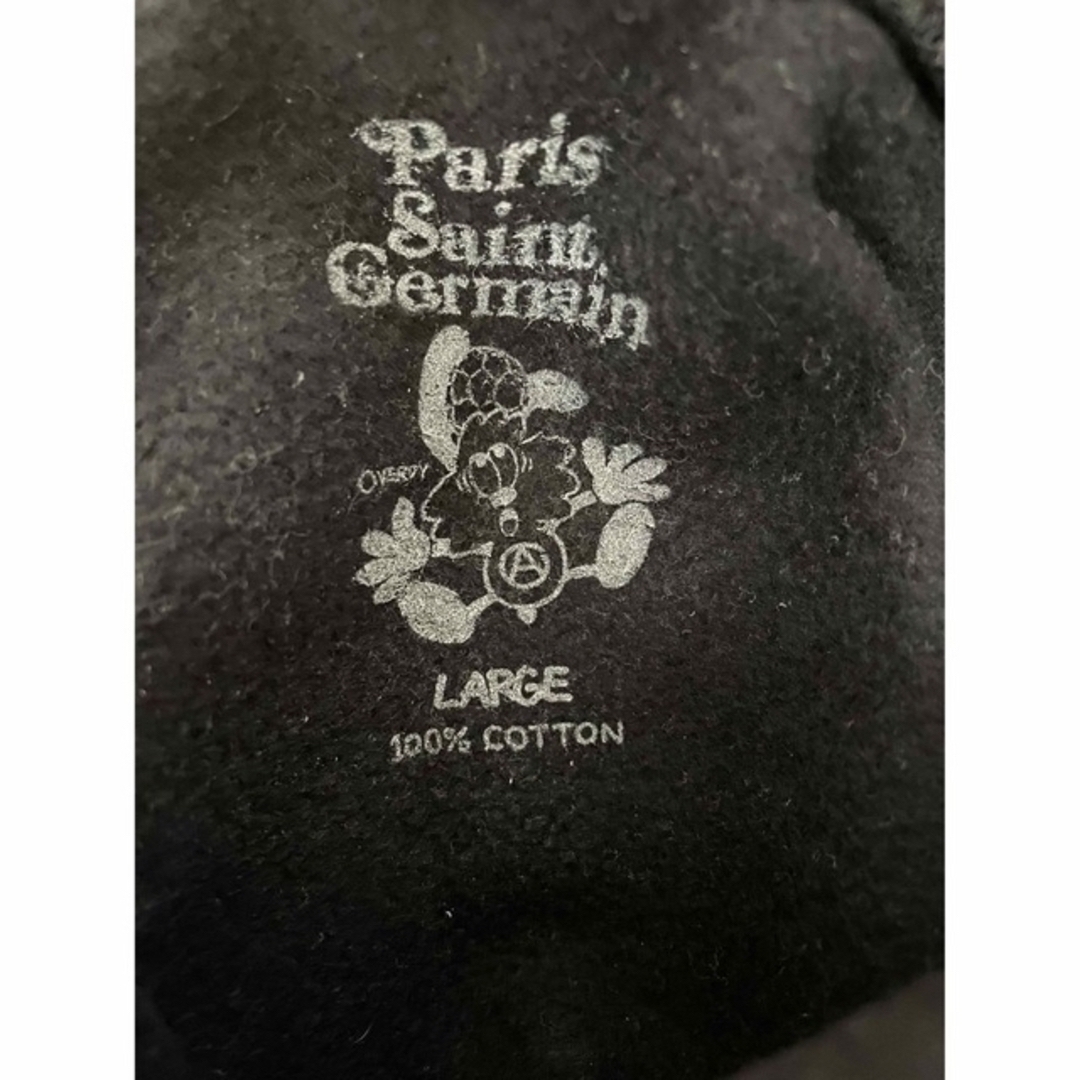 Paris
Saint
Germain
OVERDY
A
LARGE
100% COTTON